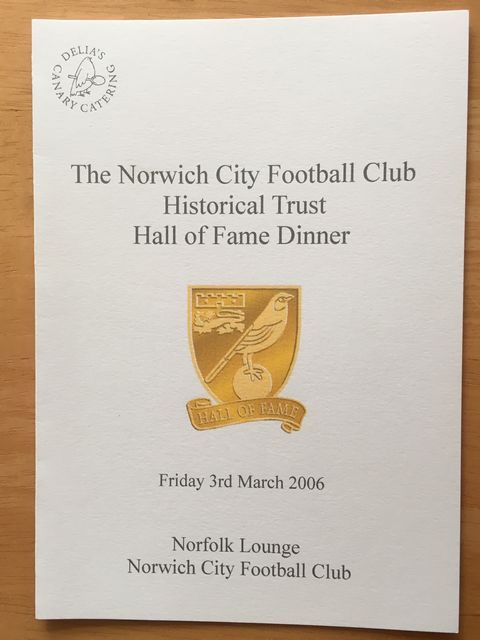 DELIA'S
CANARY CATERING
The Norwich City Football Club
Historical Trust
Hall of Fame Dinner
HALL OF FAME
Friday 3rd March 2006
Norfolk Lounge
Norwich City Football Club